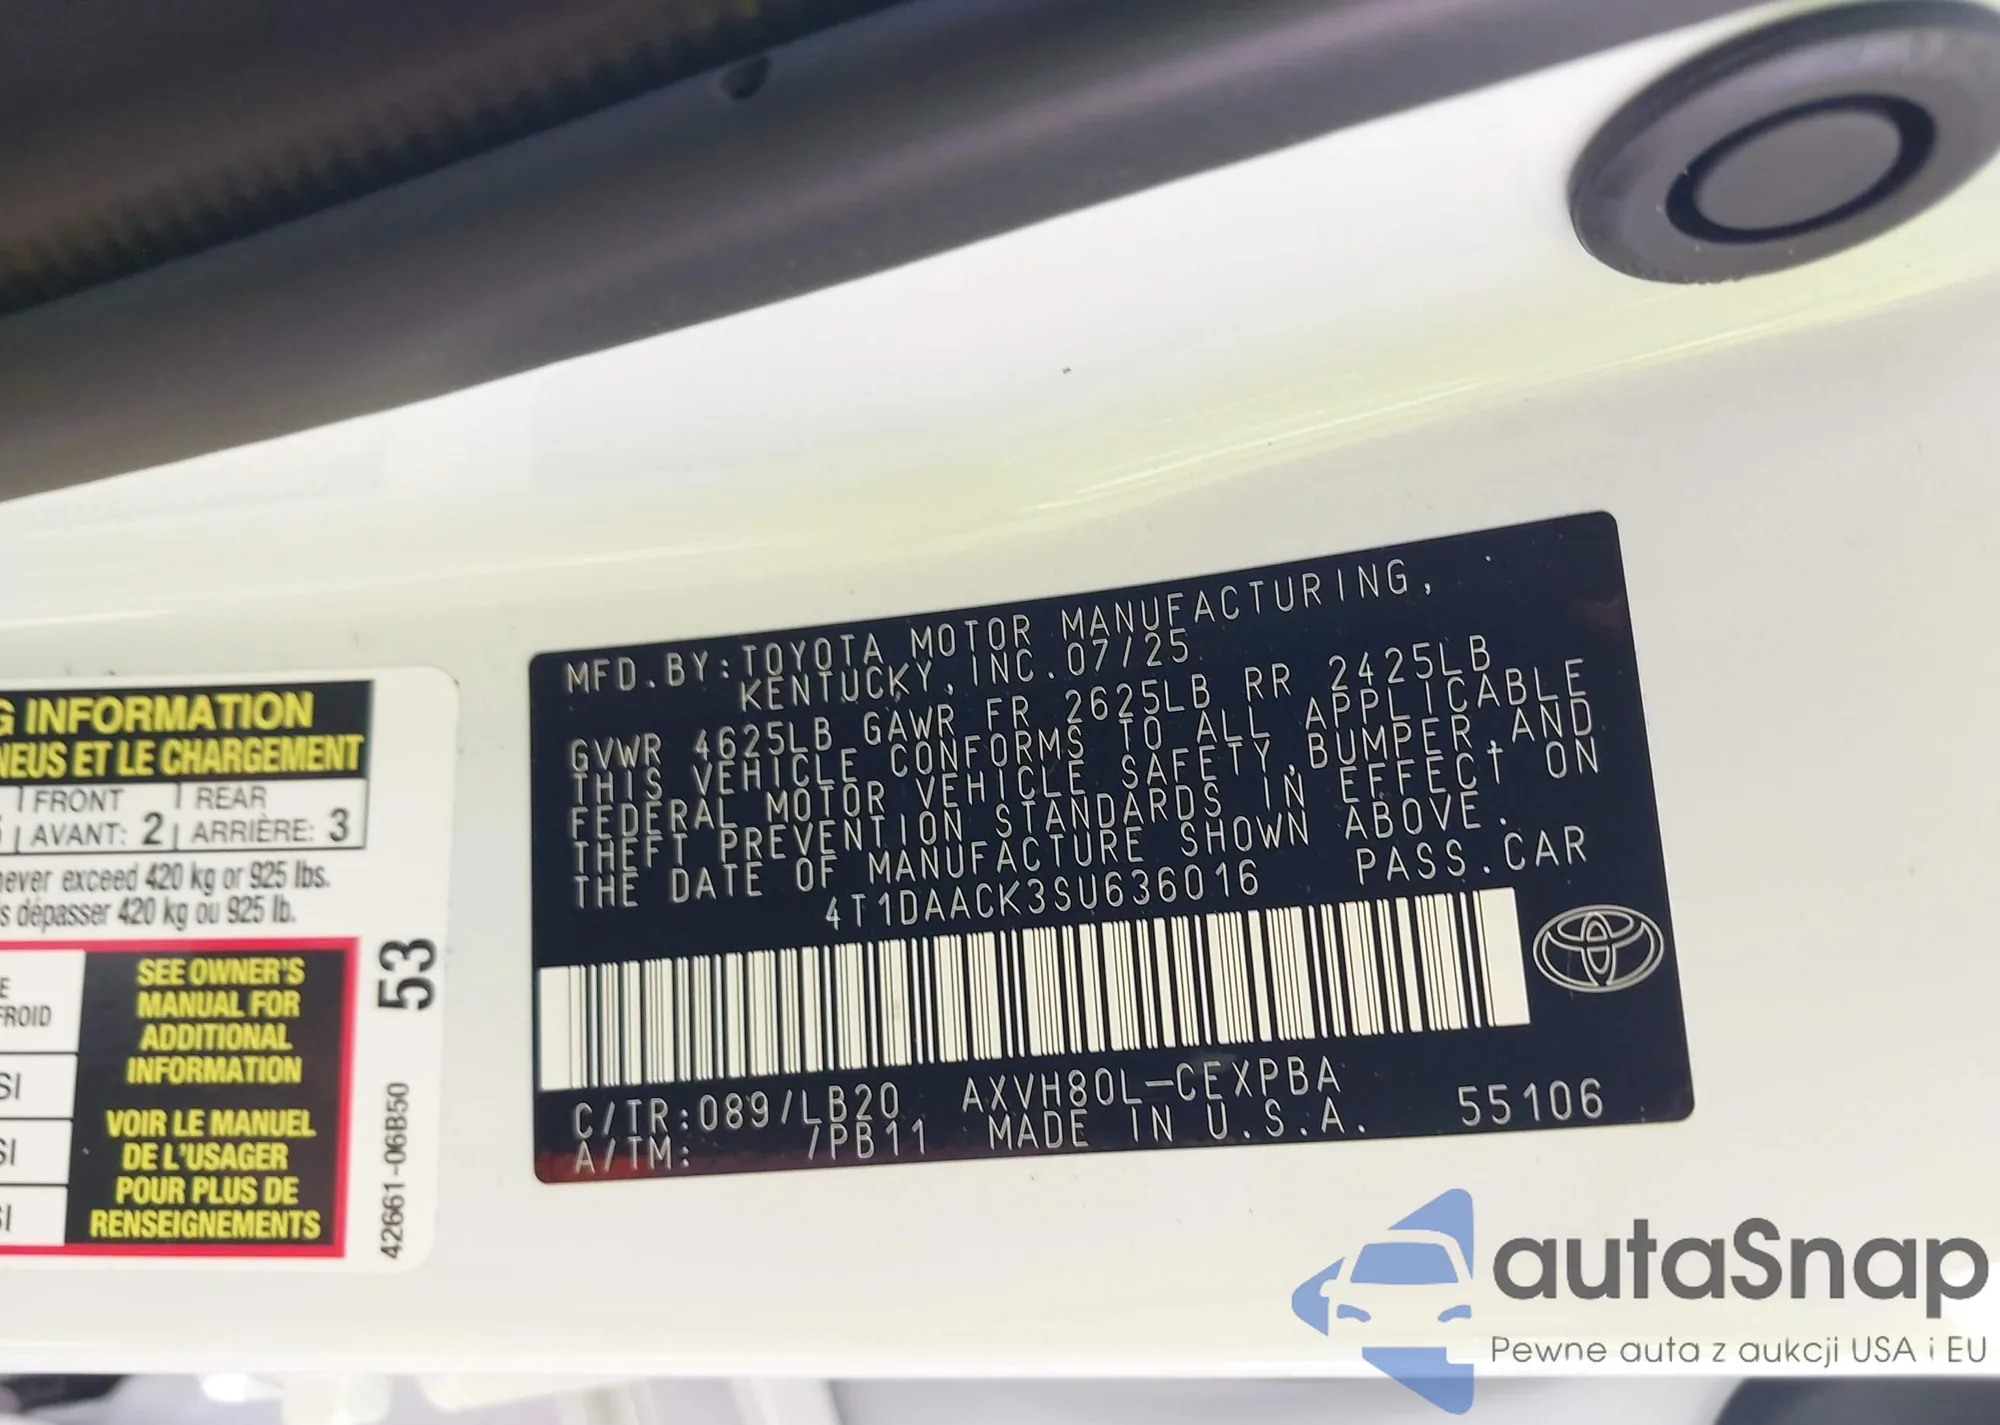 G INFORMATION
NEUS ET LE CHARGEMENT
FRONT REAR
AVANT: 2 ARRIÈRE: 3
never exceed 420 kg or 925 lbs.
s dépasser 420 kg ou 925 lb.
FROID
SEE OWNER'S
MANUAL FOR
ADDITIONAL
INFORMATION
VOIR LE MANUEL
DE L'USAGER
POUR PLUS DE
RENSEIGNEMENTS
53
42661-06B50
MFD.BY:TOYOTA MOTOR MANUFACTURING,
KENTUCKY,INC.07/25
GVWR 4625LB GAWR FR 2625LB RR 2425LB
THIS VEHICLE CONFORMS TO ALL APPLICABLE
FEDERAL MOTOR VEHICLE SAFETY,BUMPER,AND
THEFT PREVENTION STANDARDS IN EFFECT ON
THE DATE OF MANUFACTURE SHOWN ABOVE.
4T1DAACK3SU636016 PASS.CAR
C/TR:089/LB20 AXVH80L-CEXPBA
A/TM: /PB11 MADE IN U.S.A. 55106
autaSnap
Pewne auta z aukcji USA i EU